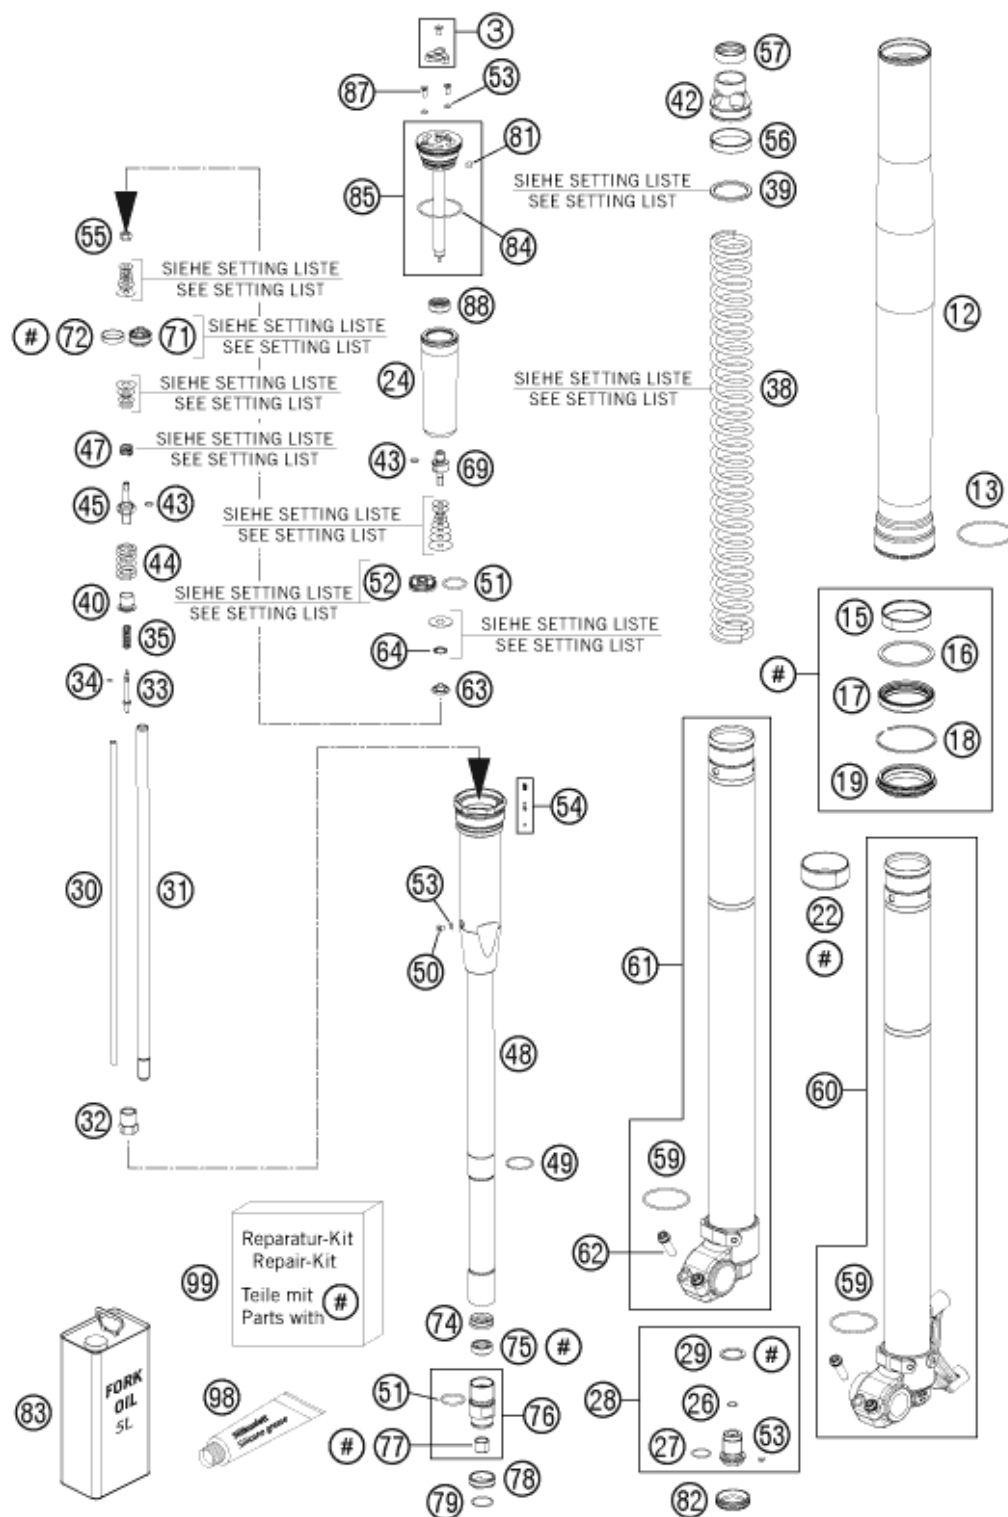 3
87
53
57
42
81
56
85
SIEHE SETTING LISTE
SEE SETTING LIST
39
55
84
SIEHE SETTING LISTE
SEE SETTING LIST
88
12
# 72 71
SIEHE SETTING LISTE
SEE SETTING LIST
24
SIEHE SETTING LISTE
SEE SETTING LIST
SIEHE SETTING LISTE
SEE SETTING LIST
38
47
SIEHE SETTING LISTE
SEE SETTING LIST
43
69
45
43
13
SIEHE SETTING LISTE
SEE SETTING LIST
44
52
51
SIEHE SETTING LISTE
SEE SETTING LIST
40
15
35
SIEHE SETTING LISTE
SEE SETTING LIST
64
16
#
34
33
63
17
18
19
54
30
31
53
22
#
50
61
48
60
32
49
59
62
59
99
Reparatur-Kit
Repair-Kit
Teile mit
Parts with #
74
75 #
29 #
83
FORK
OIL
5L
98
Silicone grease
51
76
28
26
# 77
27
53
78
79
82